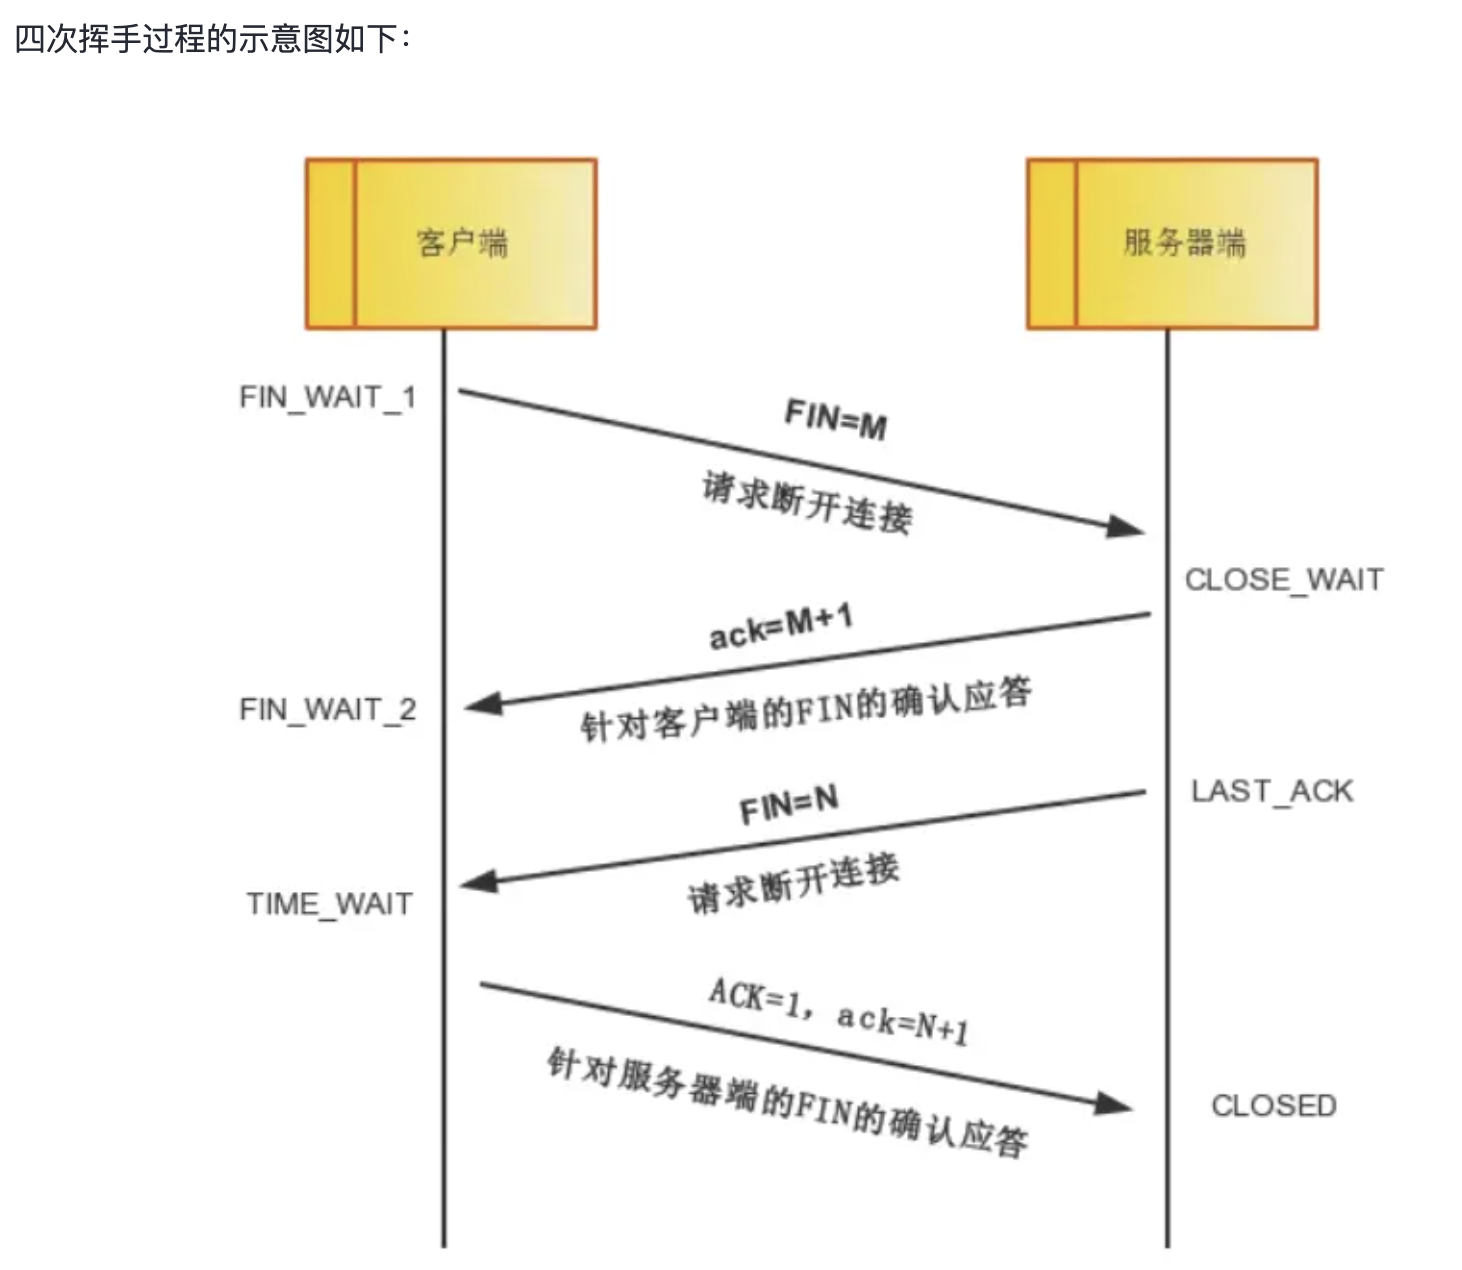 四次挥手过程的示意图如下：
客户端
服务器端
FIN_WAIT_1
FIN=M
请求断开连接
CLOSE_WAIT
ack=M+1
针对客户端的FIN的确认应答
FIN_WAIT_2
LAST_ACK
FIN=N
请求断开连接
TIME_WAIT
ACK=1, ack=N+1
针对服务器端的FIN的确认应答
CLOSED